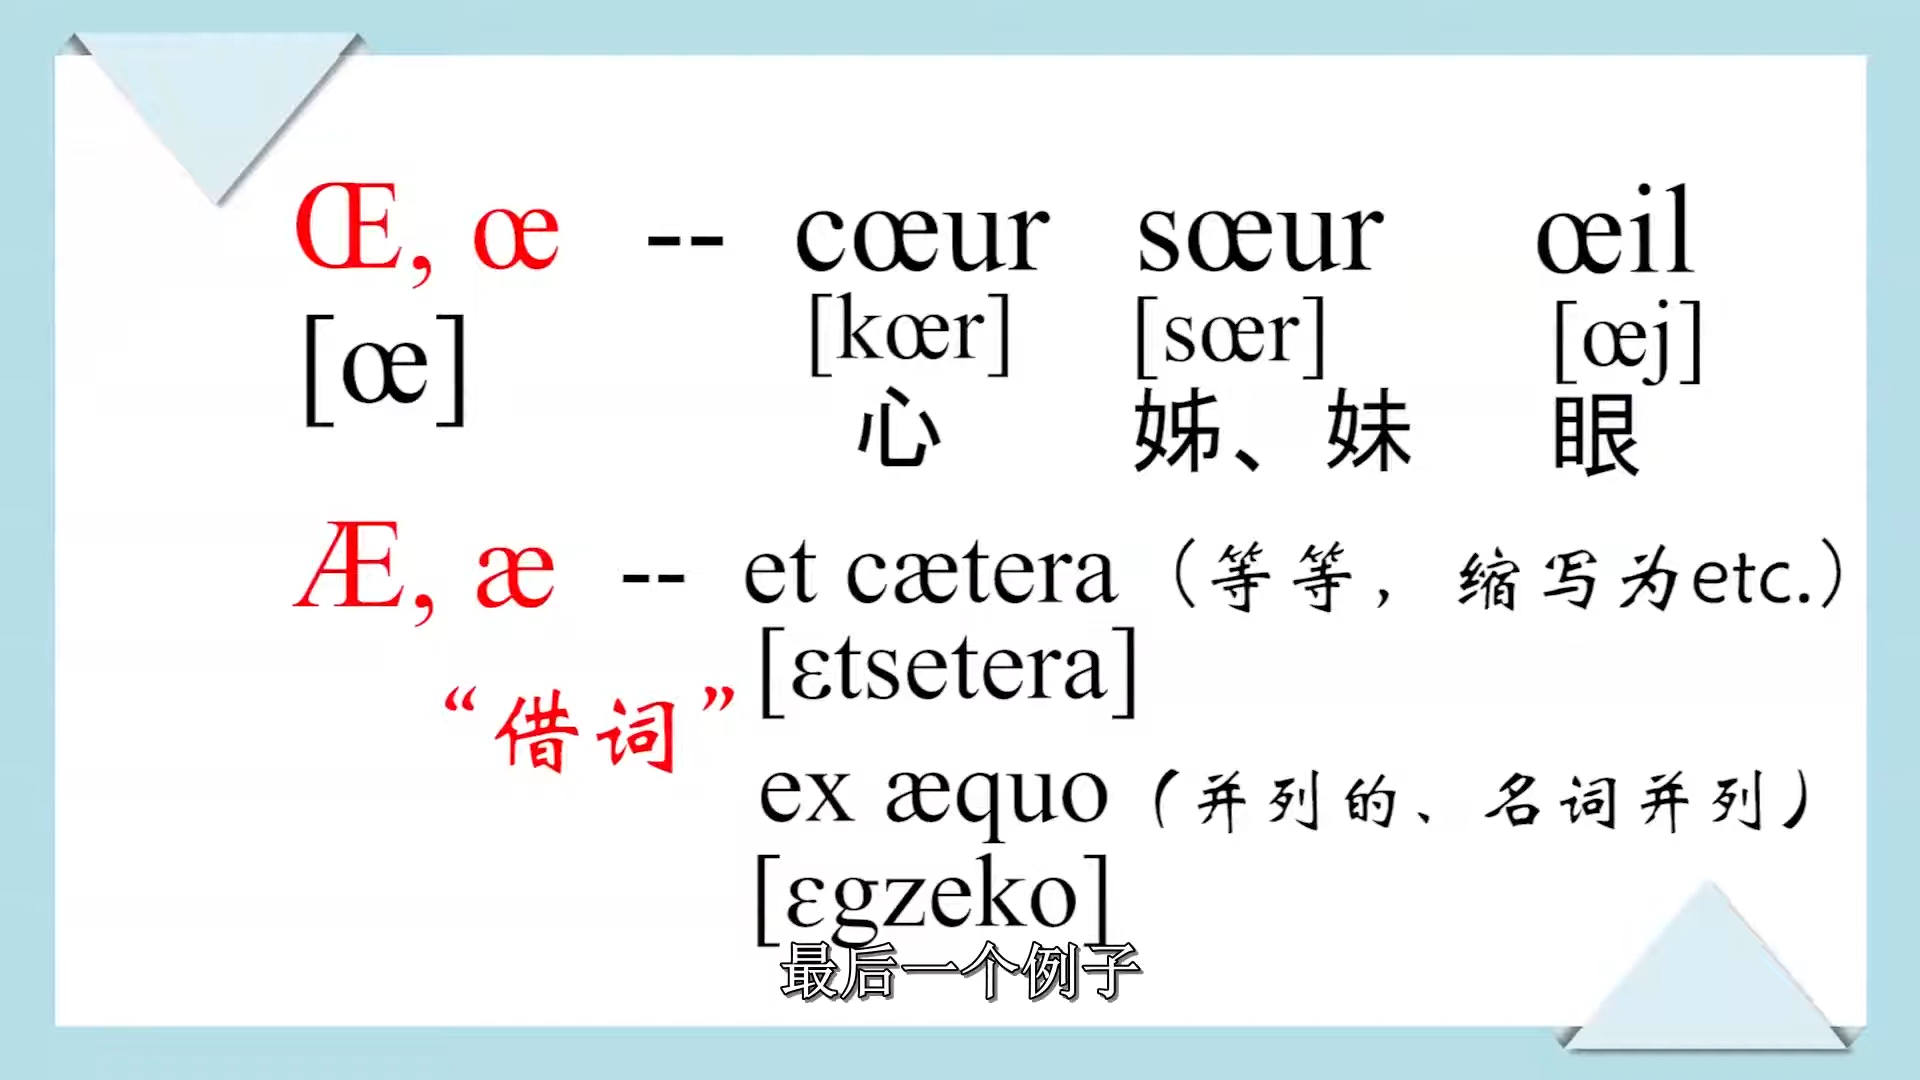 Œ, œ -- cœur sœur œil
[œ] [kœr] [sœr] [œj]
心 姊、妹 眼
Æ, æ -- et cætera（等等，缩写为etc.）
[ɛtsetera]
“借词”
ex æquo（并列的、名词并列）
[ɛgzeko]
最后一个例子